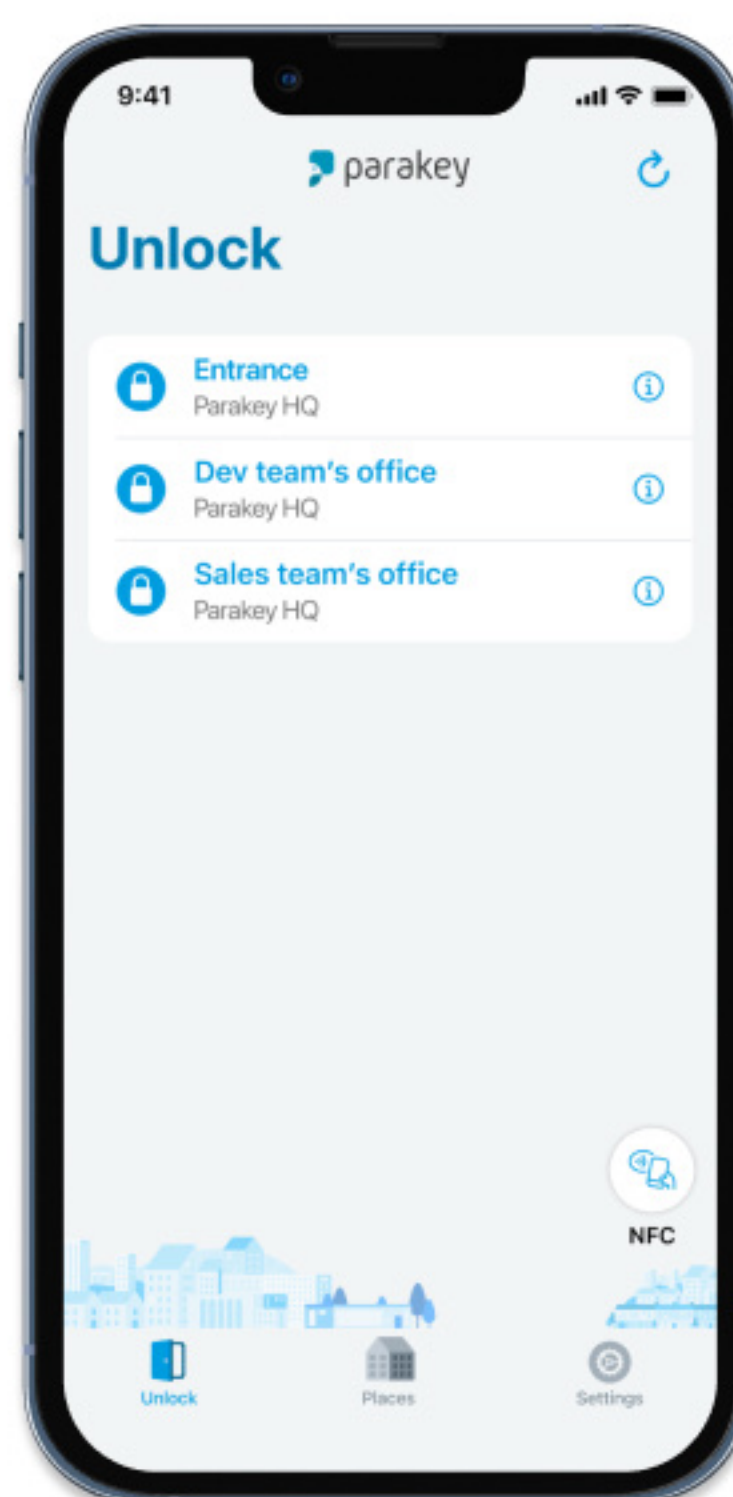 9:41
parakey
Unlock
Entrance
Parakey HQ
Dev team's office
Parakey HQ
Sales team's office
Parakey HQ
NFC
Unlock
Places
Settings